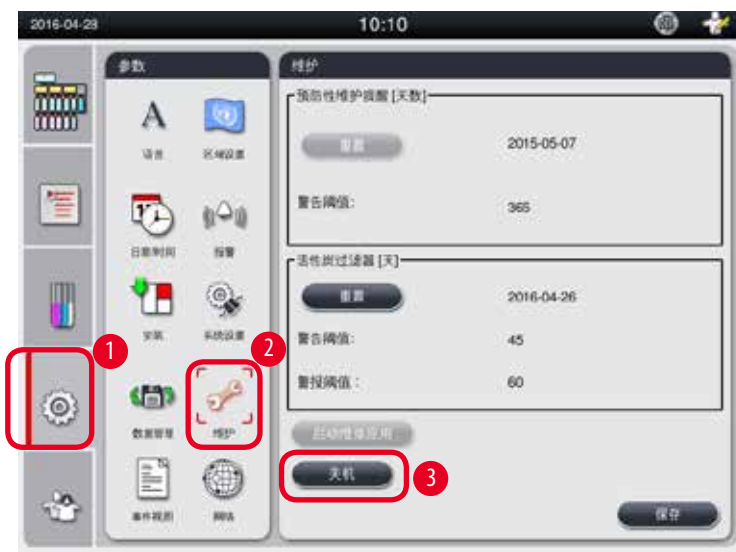 2016-04-28
10:10
参数
维护
语言
区域设置
日期/时间
报警
安装
系统设置
数据管理
维护
事件视图
网络
预防性维护提醒 [天数]
重置
2015-05-07
警告阈值:
365
活性炭过滤器 [天]
重置
2016-04-26
警告阈值:
45
警报阈值 :
60
启动维修应用
关机
保存
1
2
3